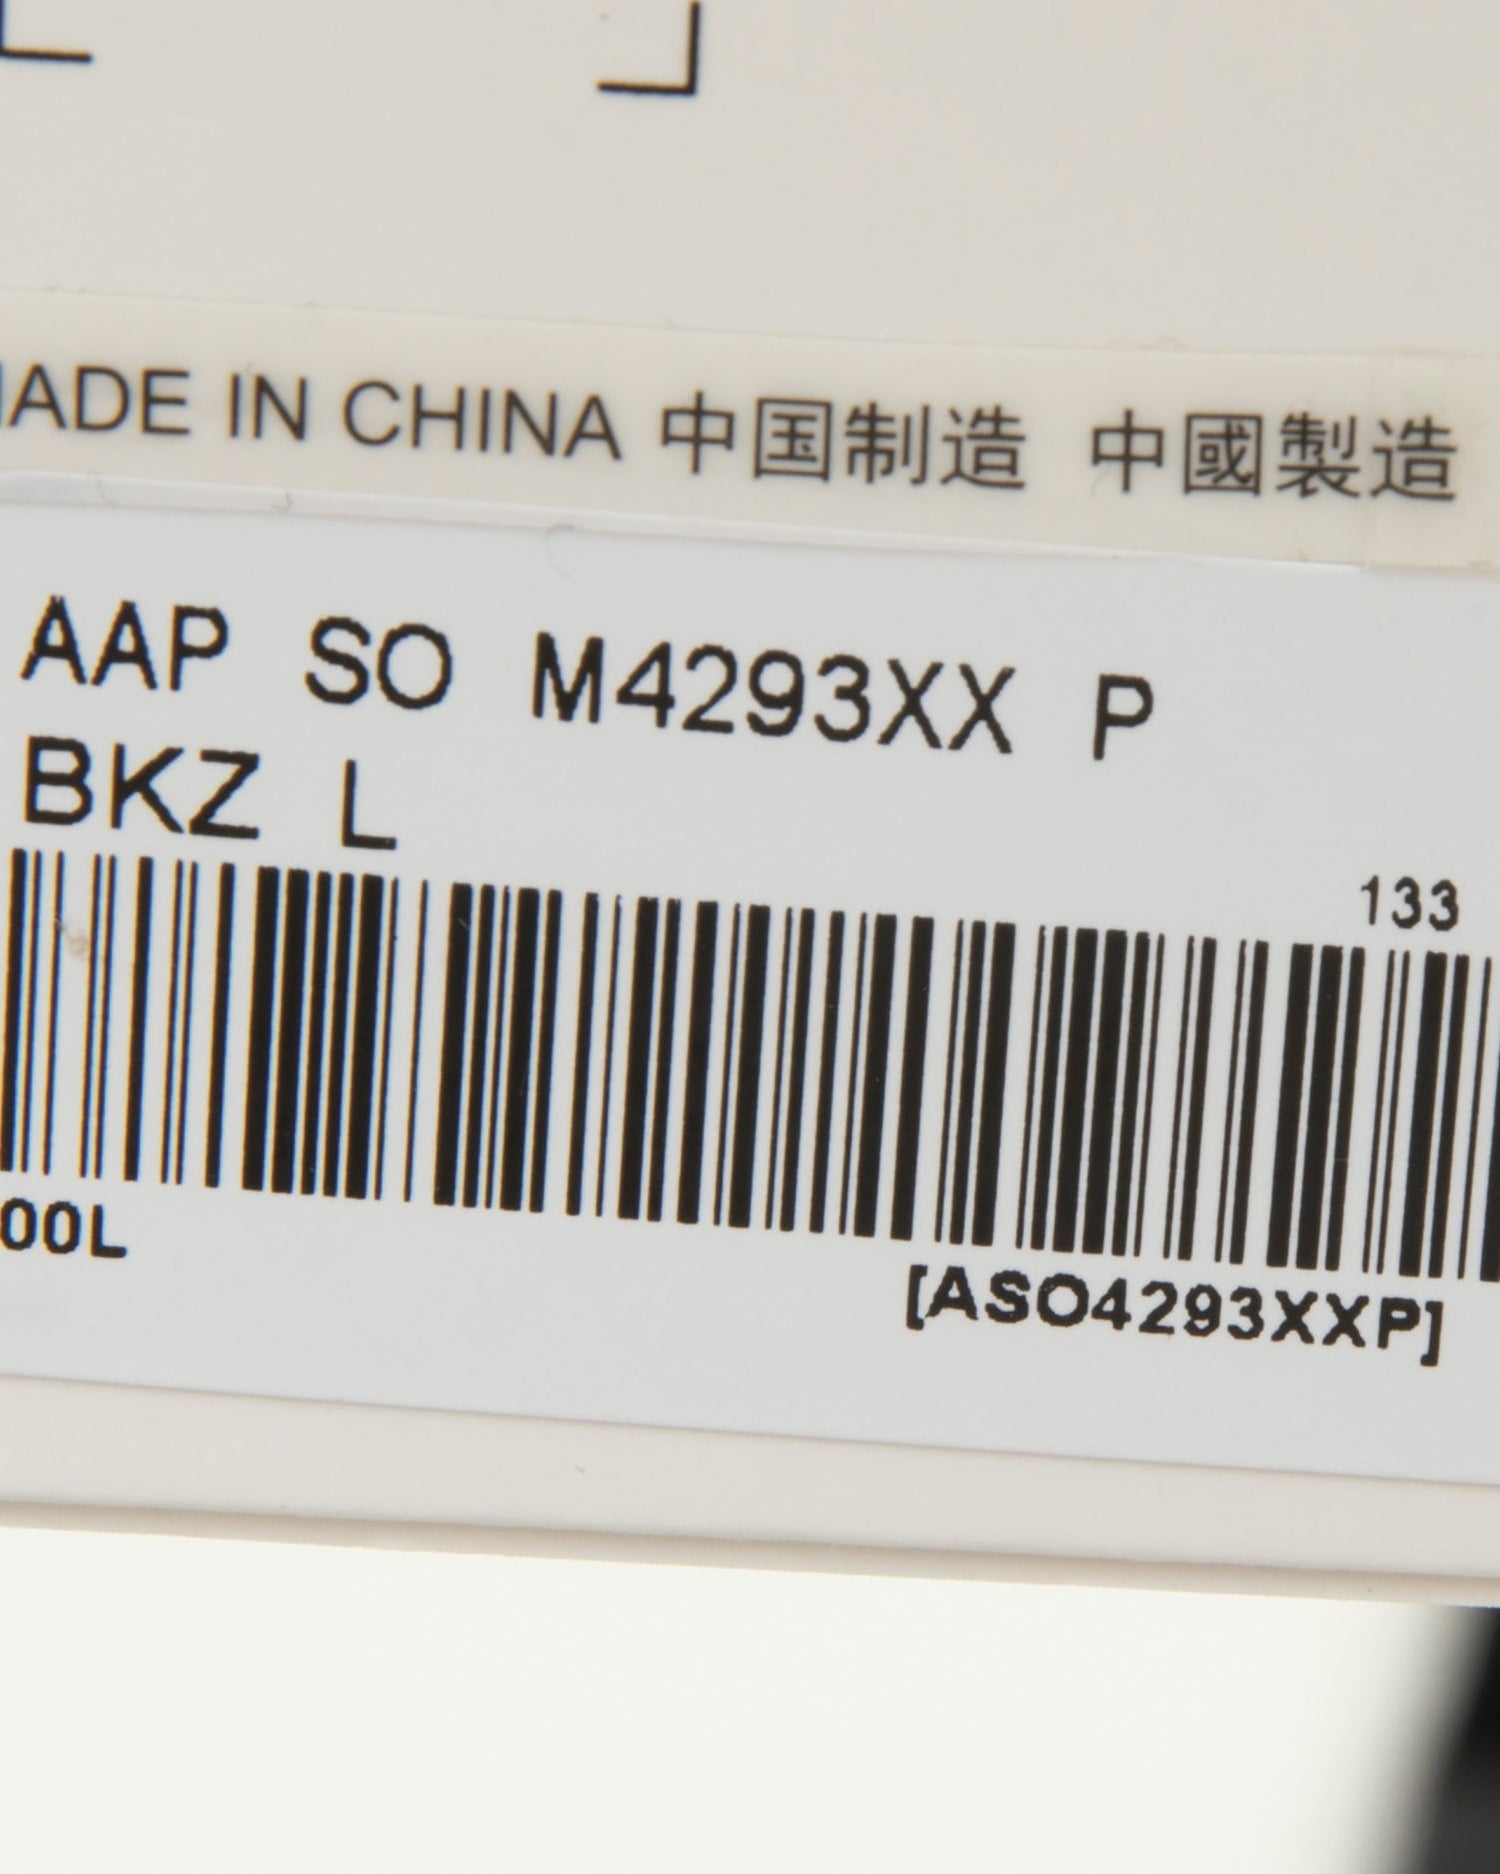 MADE IN CHINA 中国制造 中國製造
AAP SO M4293XX P
BKZ L
133
00L
[ASO4293XXP]